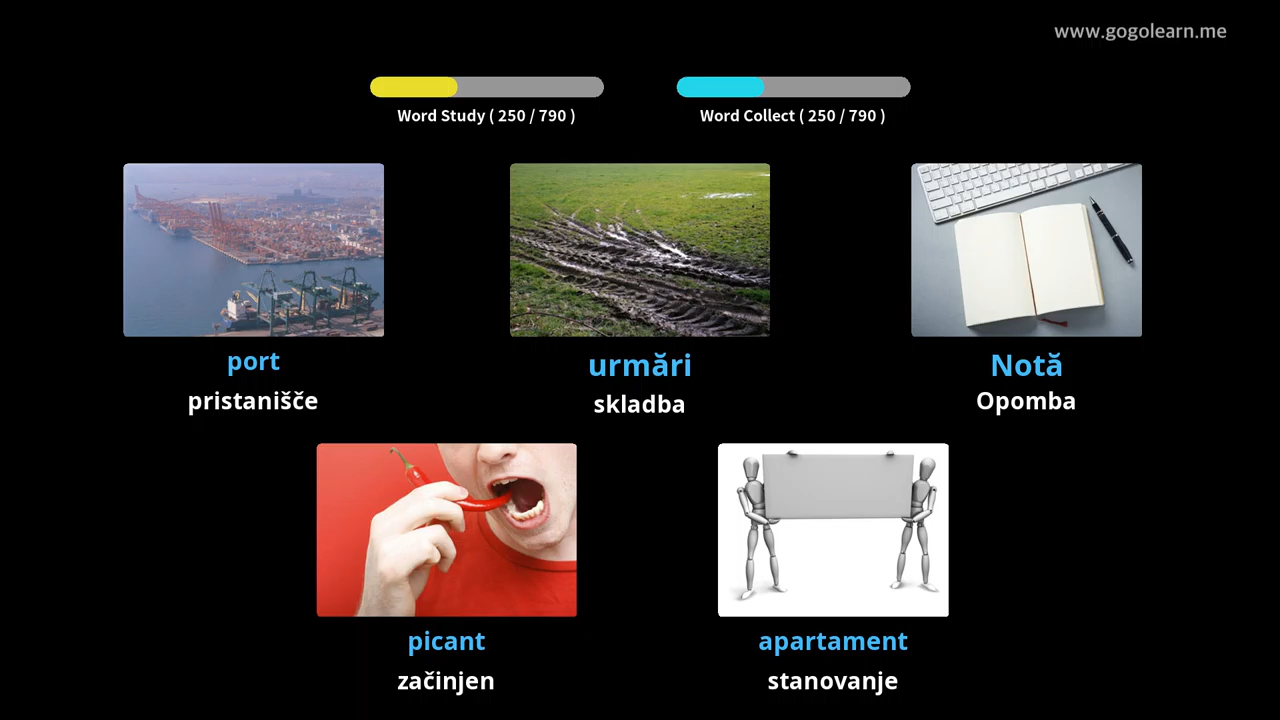 www.gogolearn.me
Word Study ( 250 / 790 )
Word Collect ( 250 / 790 )
port
pristanišče
urmări
skladba
Notă
Opomba
picant
začinjen
apartament
stanovanje